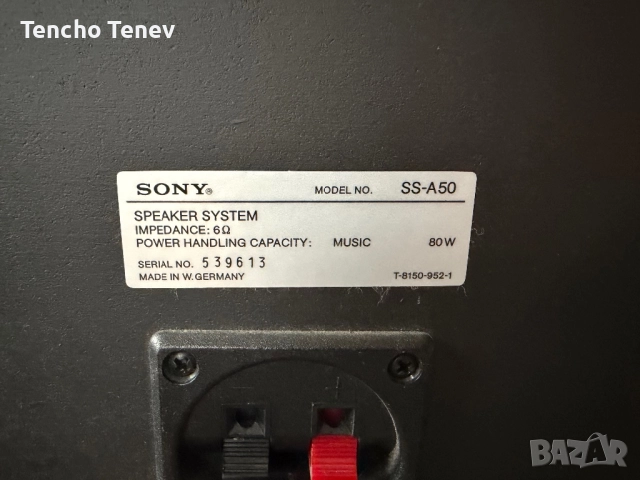 Tencho Tenev
SONY® MODEL NO. SS-A50
SPEAKER SYSTEM
IMPEDANCE: 6Ω
POWER HANDLING CAPACITY: MUSIC 80W
SERIAL NO. 539613
MADE IN W. GERMANY T-8150-952-1
BAZAR